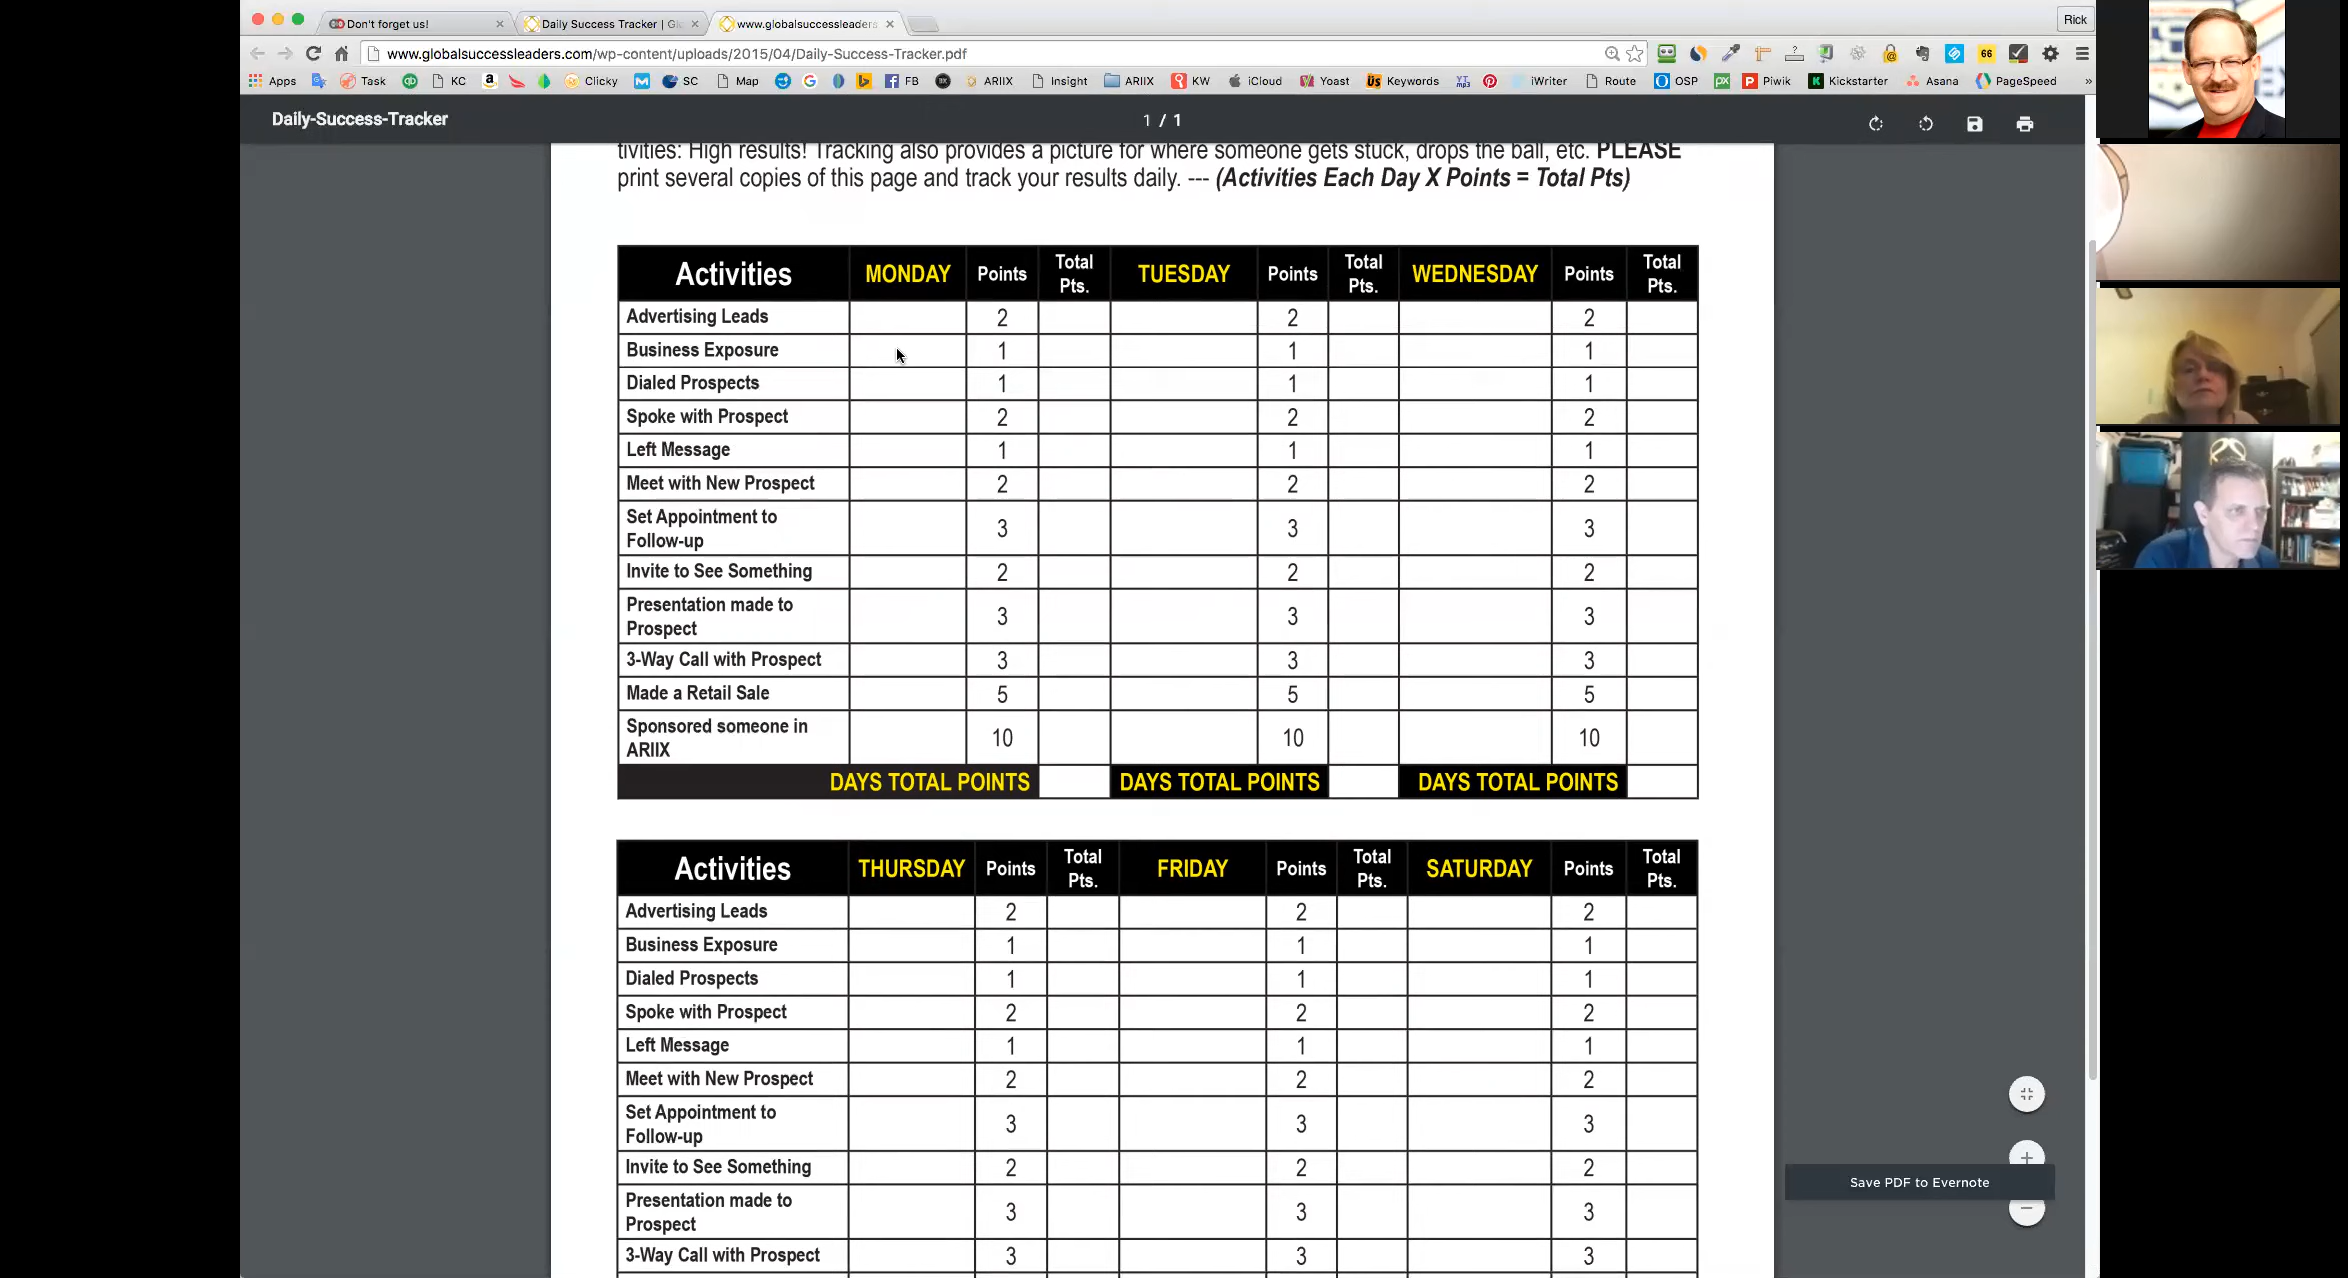 Don't forget us!
Daily Success Tracker | Gl
www.globalsuccessleaders
Rick
www.globalsuccessleaders.com/wp-content/uploads/2015/04/Daily-Success-Tracker.pdf
66
Apps Task KC Clicky SC Map FB ARIIX Insight ARIIX KW iCloud Yoast Keywords iWriter Route OSP Piwik Kickstarter Asana PageSpeed »
Daily-Success-Tracker
1 / 1
tivities: High results! Tracking also provides a picture for where someone gets stuck, drops the ball, etc. PLEASE
print several copies of this page and track your results daily. --- (Activities Each Day X Points = Total Pts)
Activities MONDAY Points Total Pts. TUESDAY Points Total Pts. WEDNESDAY Points Total Pts.
Advertising Leads 2 2 2
Business Exposure 1 1 1
Dialed Prospects 1 1 1
Spoke with Prospect 2 2 2
Left Message 1 1 1
Meet with New Prospect 2 2 2
Set Appointment to
Follow-up 3 3 3
Invite to See Something 2 2 2
Presentation made to
Prospect 3 3 3
3-Way Call with Prospect 3 3 3
Made a Retail Sale 5 5 5
Sponsored someone in
ARIIX 10 10 10
DAYS TOTAL POINTS DAYS TOTAL POINTS DAYS TOTAL POINTS
Activities THURSDAY Points Total Pts. FRIDAY Points Total Pts. SATURDAY Points Total Pts.
Advertising Leads 2 2 2
Business Exposure 1 1 1
Dialed Prospects 1 1 1
Spoke with Prospect 2 2 2
Left Message 1 1 1
Meet with New Prospect 2 2 2
Set Appointment to
Follow-up 3 3 3
Invite to See Something 2 2 2
Presentation made to
Prospect 3 3 3
3-Way Call with Prospect 3 3 3
Save PDF to Evernote